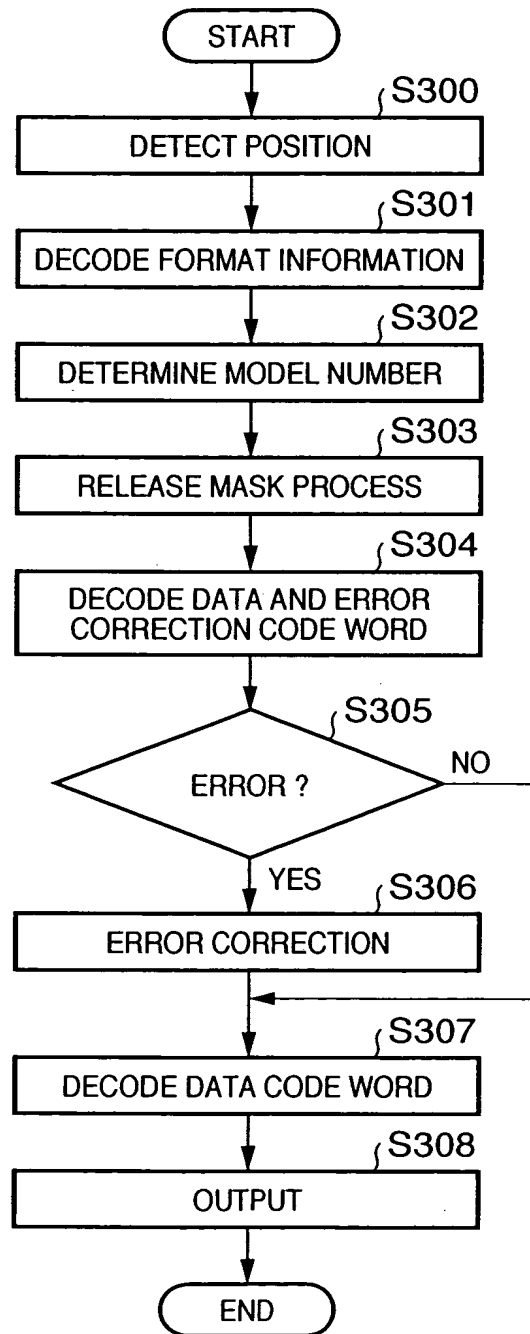 START
S300
DETECT POSITION
S301
DECODE FORMAT INFORMATION
S302
DETERMINE MODEL NUMBER
S303
RELEASE MASK PROCESS
S304
DECODE DATA AND ERROR
CORRECTION CODE WORD
S305
ERROR ?
NO
YES
S306
ERROR CORRECTION
S307
DECODE DATA CODE WORD
S308
OUTPUT
END